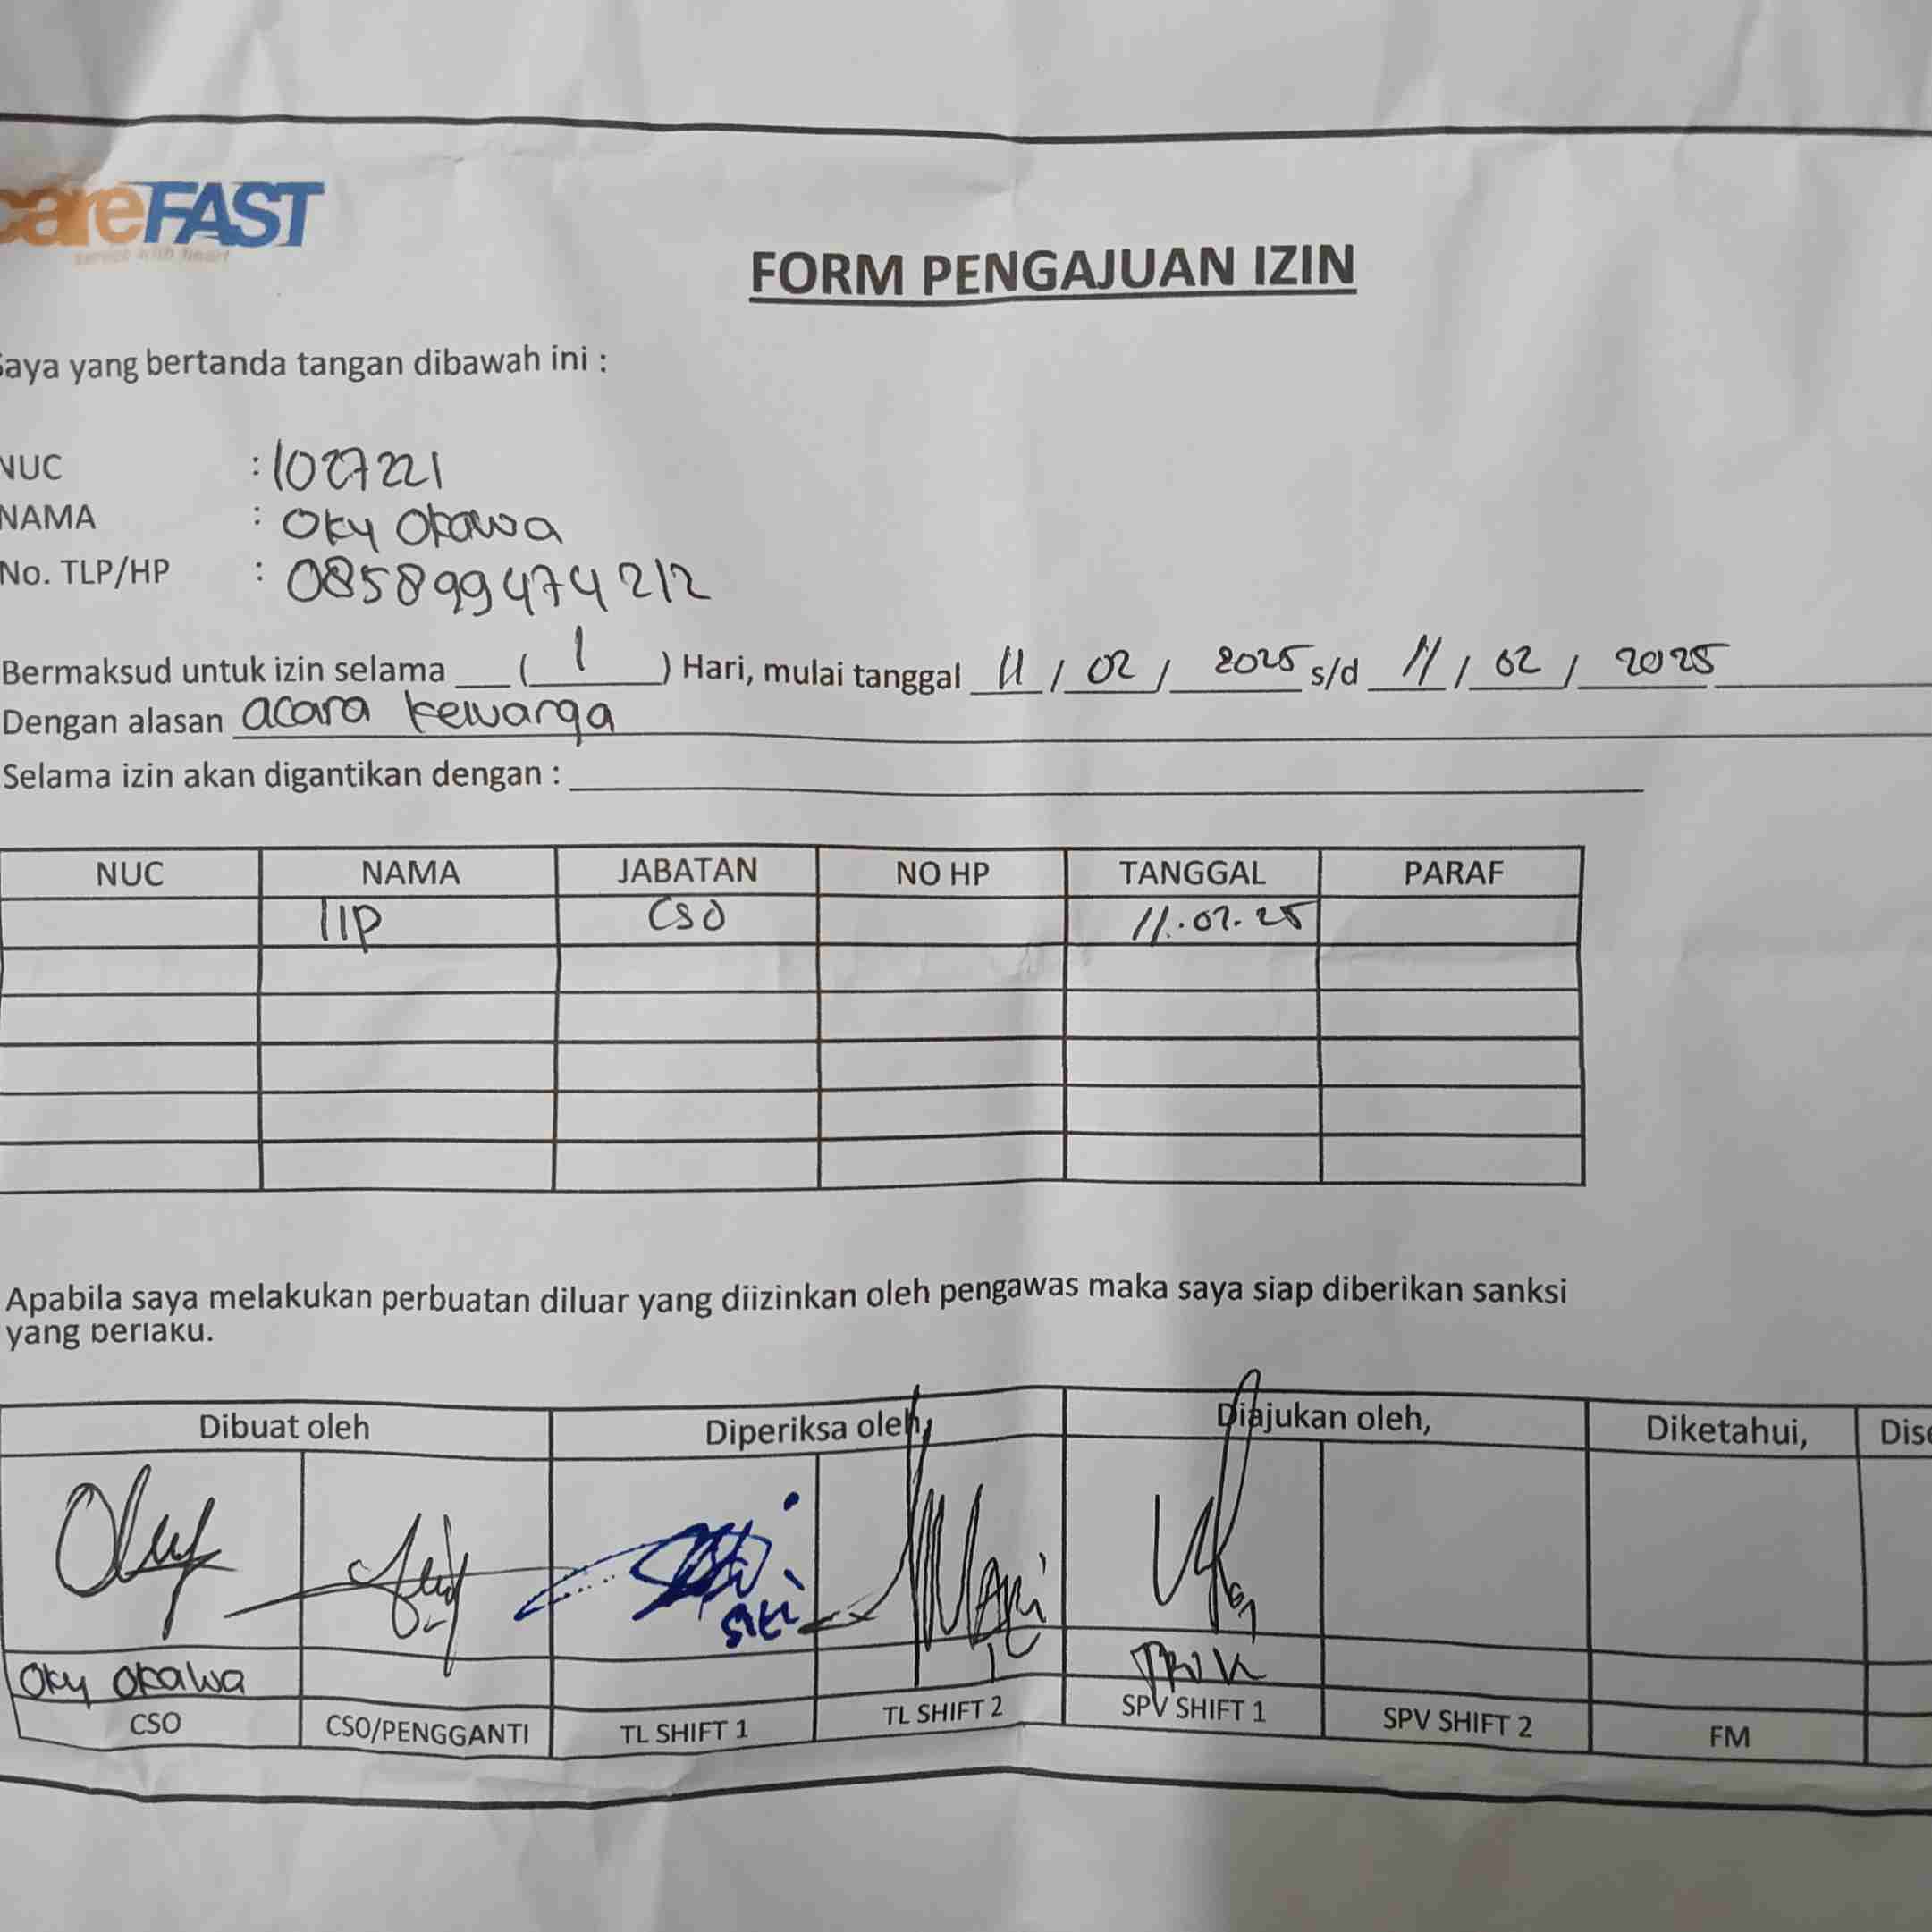 careFAST
service with heart
FORM PENGAJUAN IZIN
Saya yang bertanda tangan dibawah ini :
NUC : 1027221
NAMA : Oky Okawa
No. TLP/HP : 085899474212
Bermaksud untuk izin selama ___ ( 1 ) Hari, mulai tanggal 11 / 02 / 2025 s/d 11 / 02 / 2025
Dengan alasan acara kewarga
Selama izin akan digantikan dengan :
NUC NAMA JABATAN NO HP TANGGAL PARAF
IIP CSO 11.02.25
Apabila saya melakukan perbuatan diluar yang diizinkan oleh pengawas maka saya siap diberikan sanksi
yang berlaku.
Dibuat oleh Diperiksa oleh, Diajukan oleh, Diketahui, Dise
Siti
Oky Okawa
CSO CSO/PENGGANTI TL SHIFT 1 TL SHIFT 2 SPV SHIFT 1 SPV SHIFT 2 FM